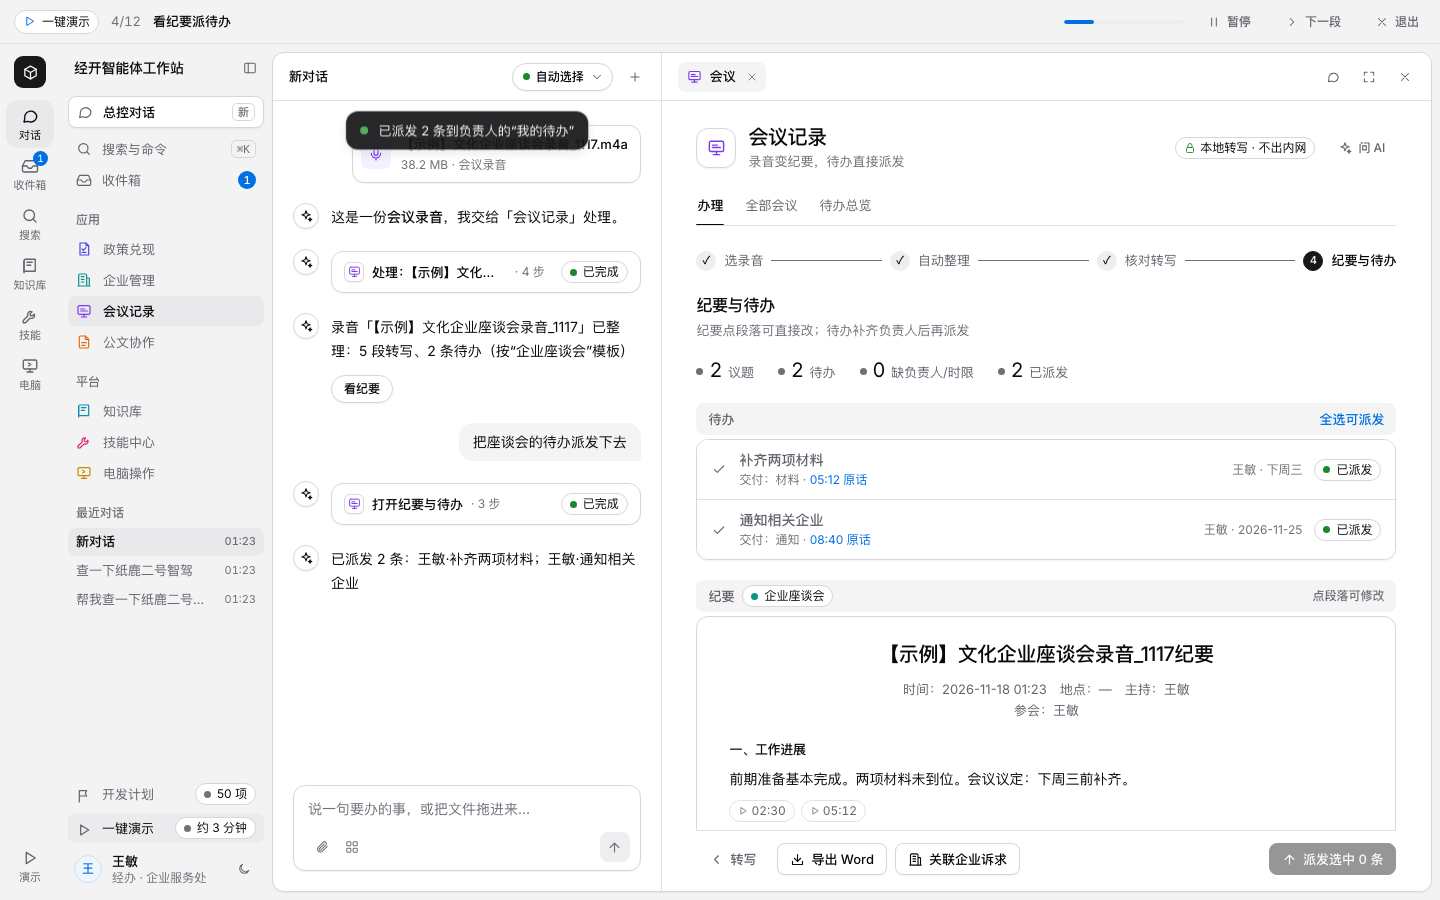 一键演示
4/12
看纪要派待办
暂停
下一段
退出
对话
收件箱
1
搜索
知识库
技能
电脑
演示
经开智能体工作站
总控对话
新
搜索与命令
⌘K
收件箱
1
应用
政策兑现
企业管理
会议记录
公文协作
平台
知识库
技能中心
电脑操作
最近对话
新对话 01:23
查一下纸鹿二号智驾 01:23
帮我查一下纸鹿二号... 01:23
开发计划
50 项
一键演示
约 3 分钟
王
王敏
经办 · 企业服务处
新对话
自动选择
已派发 2 条到负责人的“我的待办”
38.2 MB · 会议录音
这是一份会议录音，我交给「会议记录」处理。
处理：【示例】文化... · 4 步
已完成
录音「【示例】文化企业座谈会录音_1117」已整
理：5 段转写、2 条待办（按“企业座谈会”模板）
看纪要
把座谈会的待办派发下去
打开纪要与待办 · 3 步
已完成
已派发 2 条：王敏·补齐两项材料；王敏·通知相关
企业
说一句要办的事，或把文件拖进来...
会议
会议记录
录音变纪要，待办直接派发
本地转写 · 不出内网
问 AI
办理
全部会议
待办总览
选录音
自动整理
核对转写
4
纪要与待办
纪要与待办
纪要点段落可直接改；待办补齐负责人后再派发
2 议题
2 待办
0 缺负责人/时限
2 已派发
待办
全选可派发
补齐两项材料
交付：材料 · 05:12 原话
王敏 · 下周三
已派发
通知相关企业
交付：通知 · 08:40 原话
王敏 · 2026-11-25
已派发
纪要
企业座谈会
点段落可修改
【示例】文化企业座谈会录音_1117纪要
时间：2026-11-18 01:23 地点：— 主持：王敏
参会：王敏
一、工作进展
前期准备基本完成。两项材料未到位。会议议定：下周三前补齐。
02:30
05:12
转写
导出 Word
关联企业诉求
派发选中 0 条